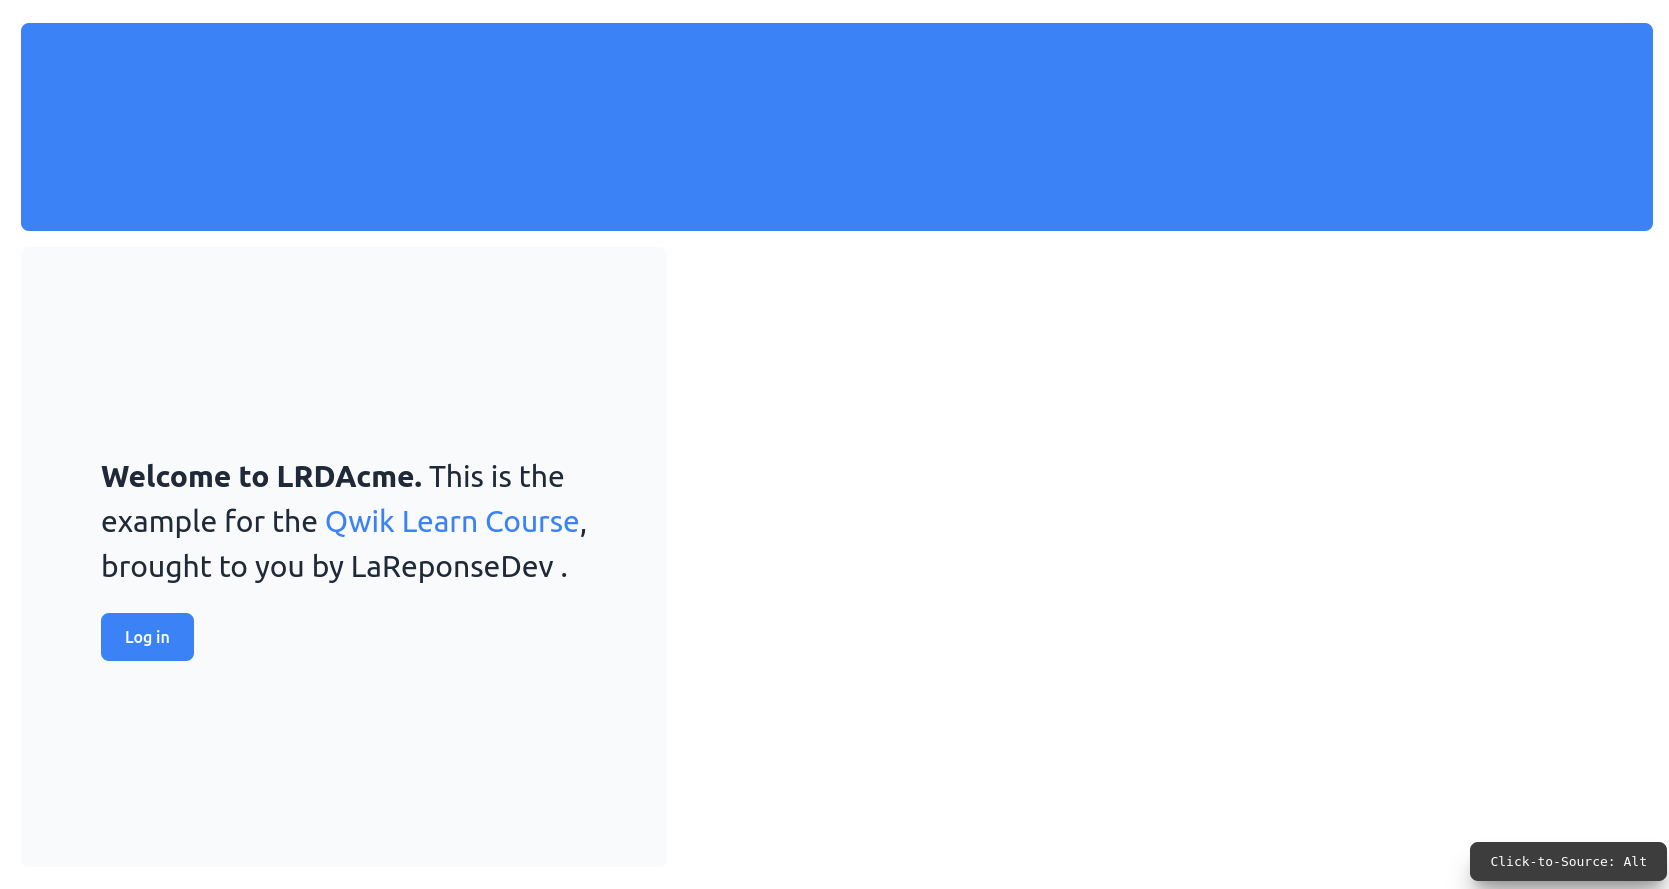 Welcome to LRDAcme. This is the
example for the Qwik Learn Course,
brought to you by LaReponseDev .
Log in
Click-to-Source: Alt